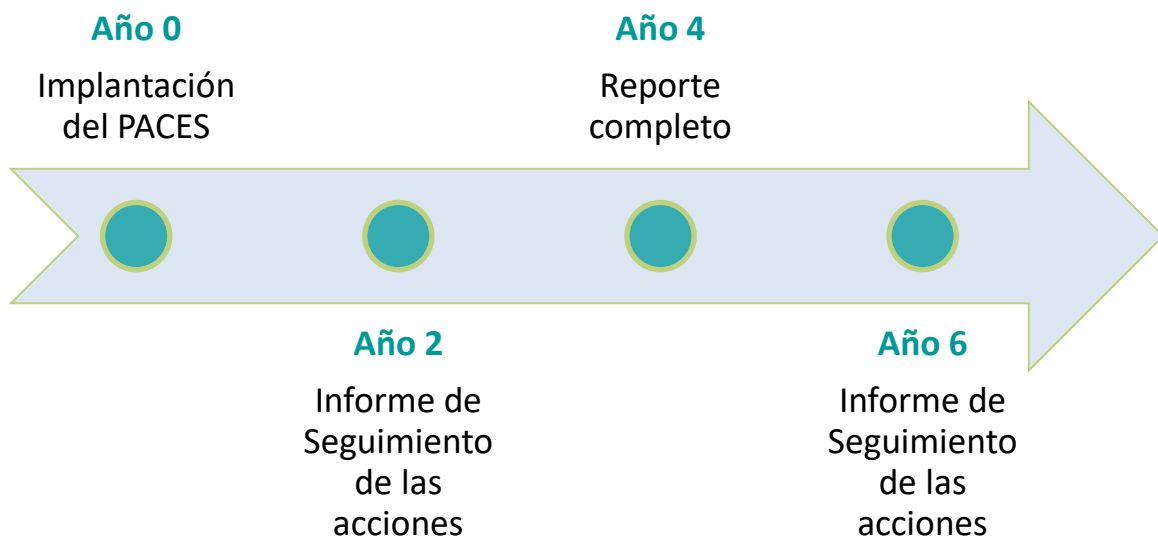 Año 0
Implantación
del PACES
Año 4
Reporte
completo
Año 2
Informe de
Seguimiento
de las
acciones
Año 6
Informe de
Seguimiento
de las
acciones